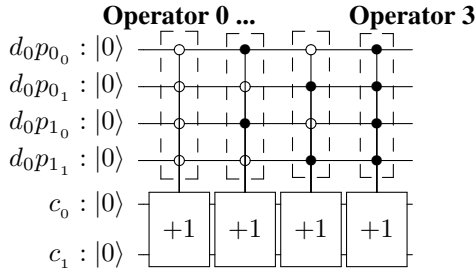 Operator 0 ... Operator 3
d₀p₀₀ : |0⟩
d₀p₀₁ : |0⟩
d₀p₁₀ : |0⟩
d₀p₁₁ : |0⟩
c₀ : |0⟩
+1 +1 +1 +1
c₁ : |0⟩